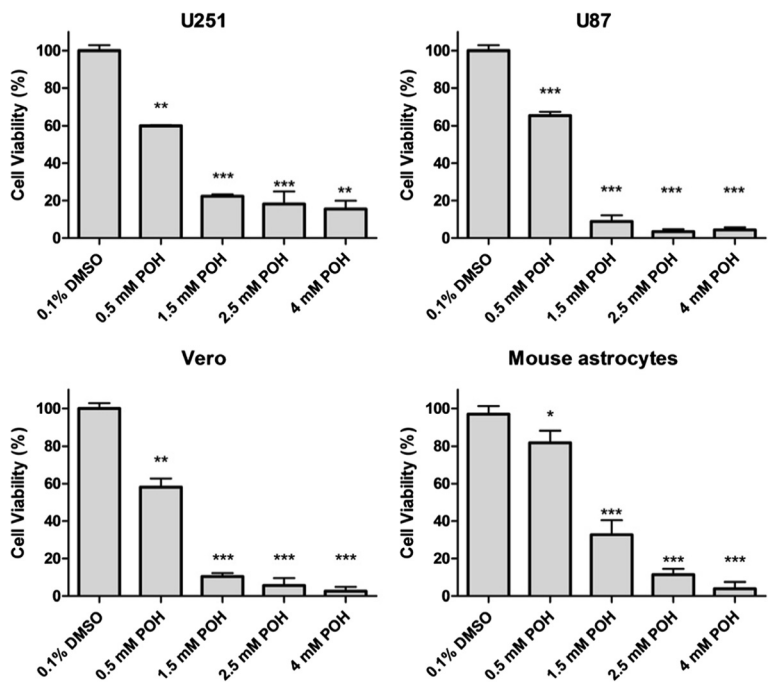 U251
Cell Viability (%)
100
80
60
40
20
0
**
***
***
**
0.1% DMSO
0.5 mM POH
1.5 mM POH
2.5 mM POH
4 mM POH
U87
Cell Viability (%)
100
80
60
40
20
0
***
***
***
***
0.1% DMSO
0.5 mM POH
1.5 mM POH
2.5 mM POH
4 mM POH
Vero
Cell Viability (%)
100
80
60
40
20
0
**
***
***
***
0.1% DMSO
0.5 mM POH
1.5 mM POH
2.5 mM POH
4 mM POH
Mouse astrocytes
Cell Viability (%)
100
80
60
40
20
0
*
***
***
***
0.1% DMSO
0.5 mM POH
1.5 mM POH
2.5 mM POH
4 mM POH